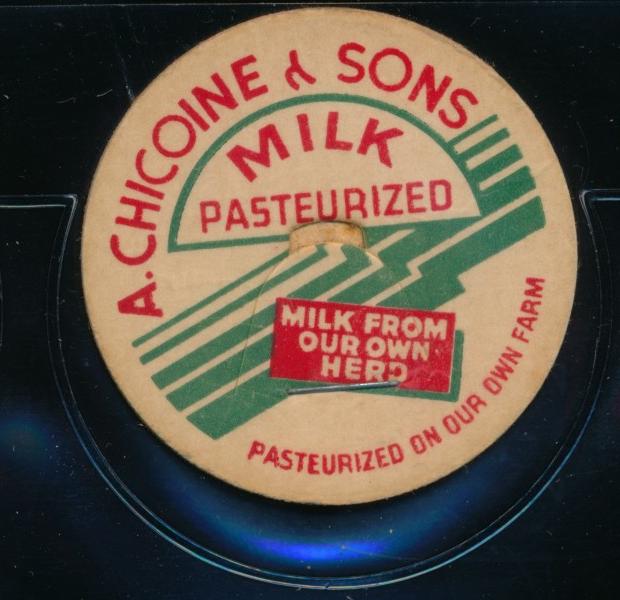 A. CHICOINE & SONS
MILK
PASTEURIZED
MILK FROM
OUR OWN
HERD
PASTEURIZED ON OUR OWN FARM